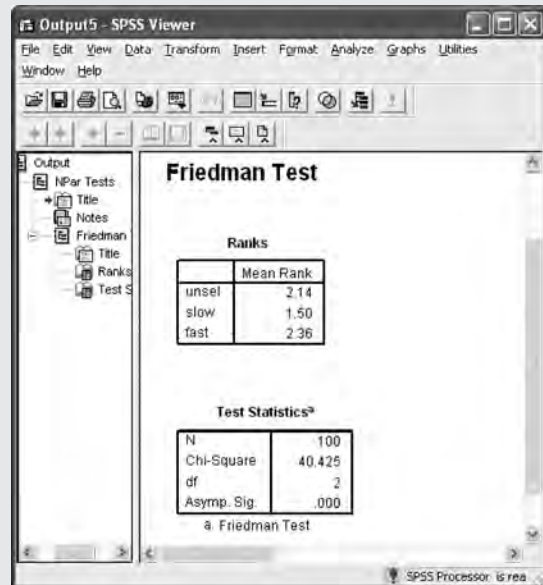 Output5 - SPSS Viewer
File Edit View Data Transform Insert Format Analyze Graphs Utilities
Window Help
Output
NPar Tests
Title
Notes
Friedman
Title
Ranks
Test S
Friedman Test
Ranks
Mean Rank
unsel 2.14
slow 1.50
fast 2.36
Test Statisticsa
N 100
Chi-Square 40.425
df 2
Asymp. Sig. .000
a. Friedman Test
SPSS Processor is rea